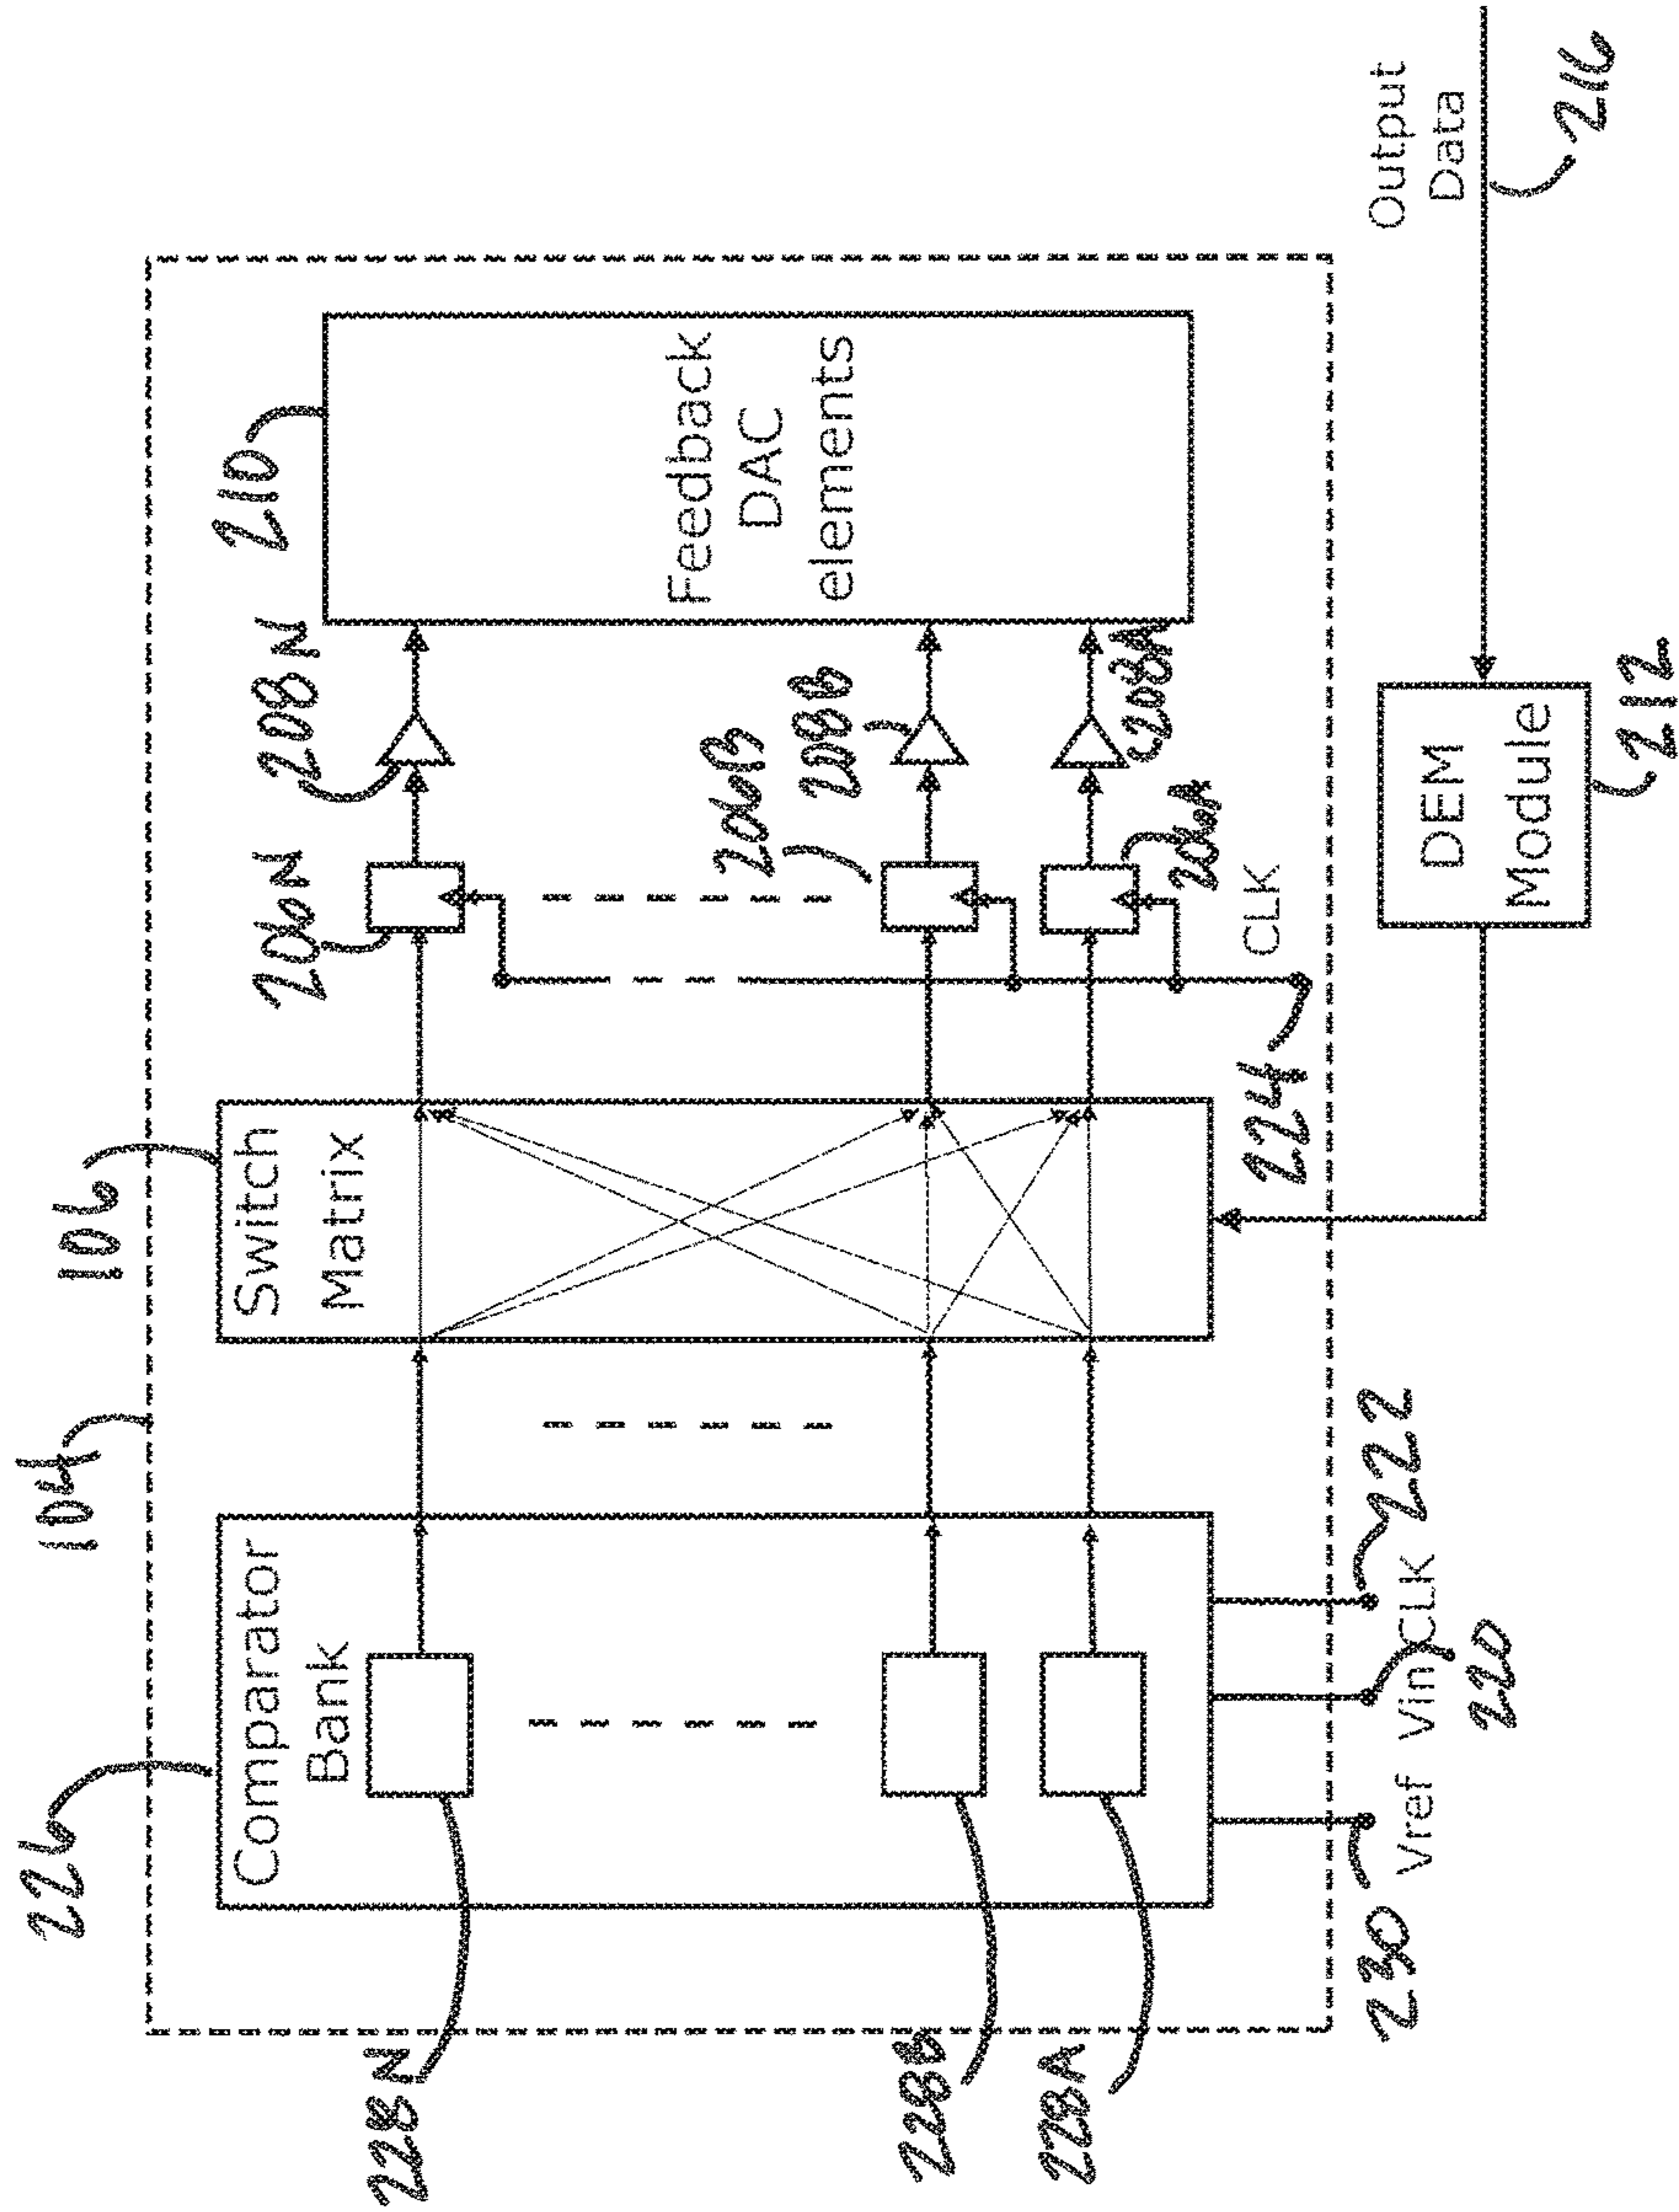 104
106
226
Comparator
Bank
Switch
Matrix
210
Feedback
DAC
elements
206N
208N
206B
208B
206A
208A
228N
228B
228A
CLK
224
230
Vref
Vin
CLK
220
222
DEM
Module
212
Output
Data
216